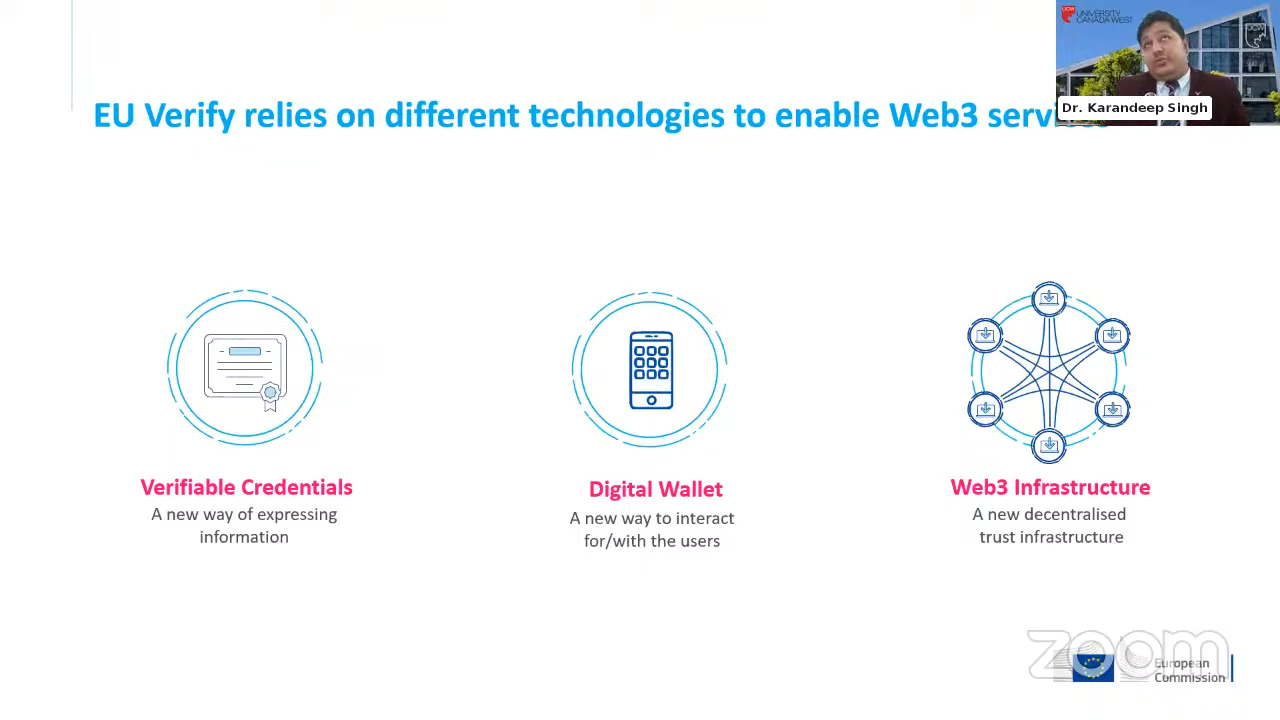 UCW UNIVERSITY
CANADA WEST
UCW
Dr. Karandeep Singh
EU Verify relies on different technologies to enable Web3
Verifiable Credentials
A new way of expressing
information
Digital Wallet
A new way to interact
for/with the users
Web3 Infrastructure
A new decentralised
trust infrastructure
zoom
European
Commission